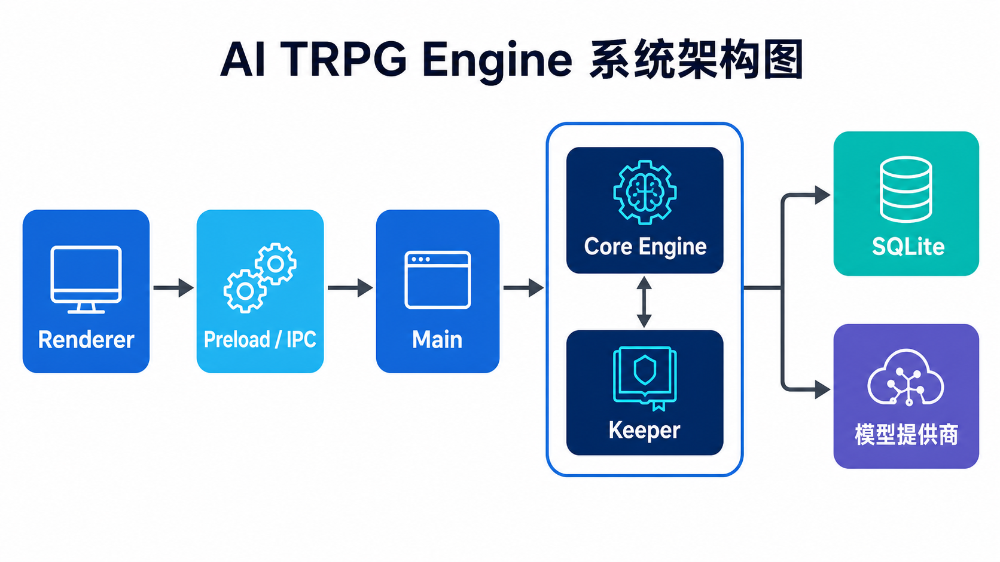 AI TRPG Engine 系统架构图
Renderer
Preload / IPC
Main
Core Engine
Keeper
SQLite
模型提供商